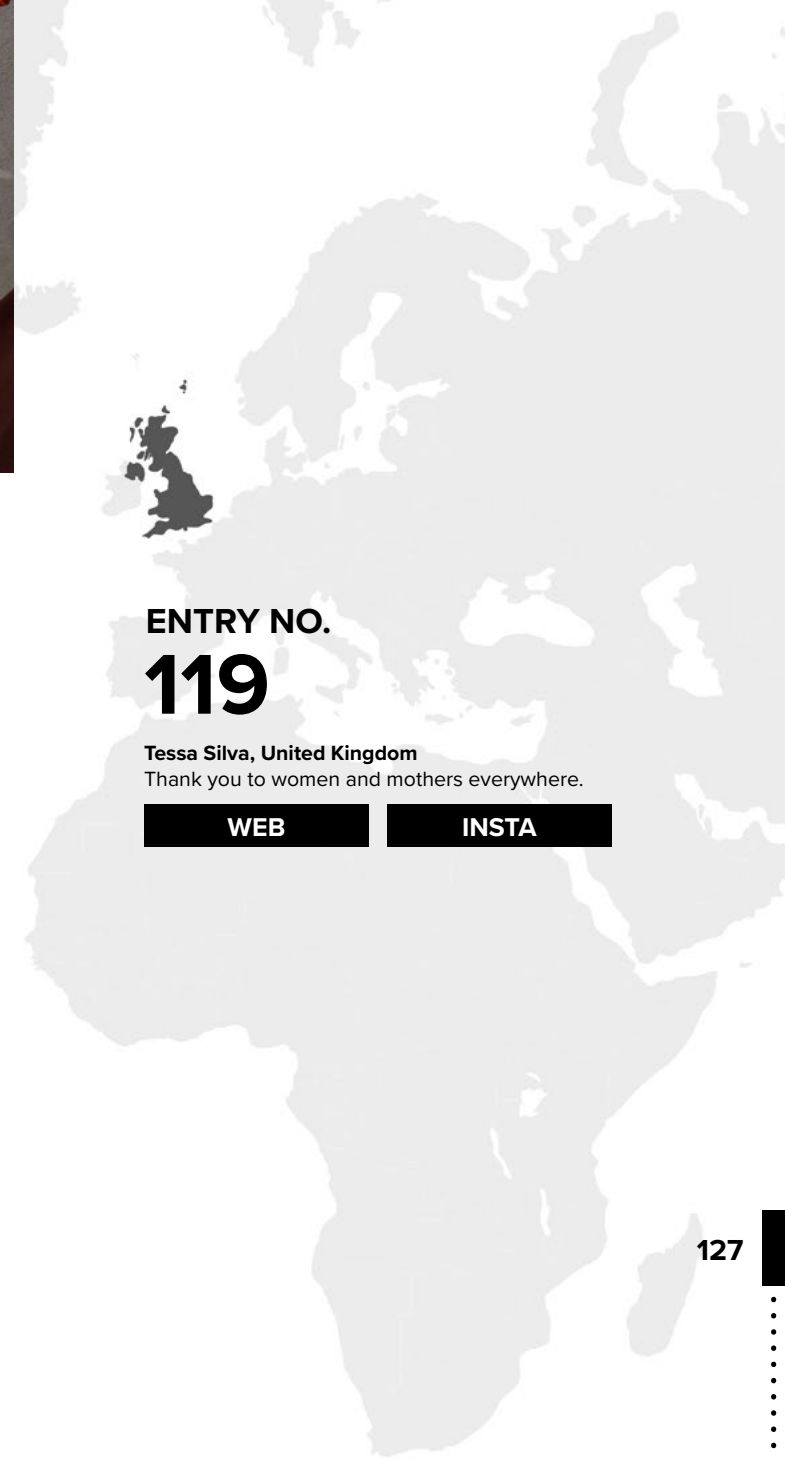 ENTRY NO.
119
Tessa Silva, United Kingdom
Thank you to women and mothers everywhere.
WEB INSTA
127